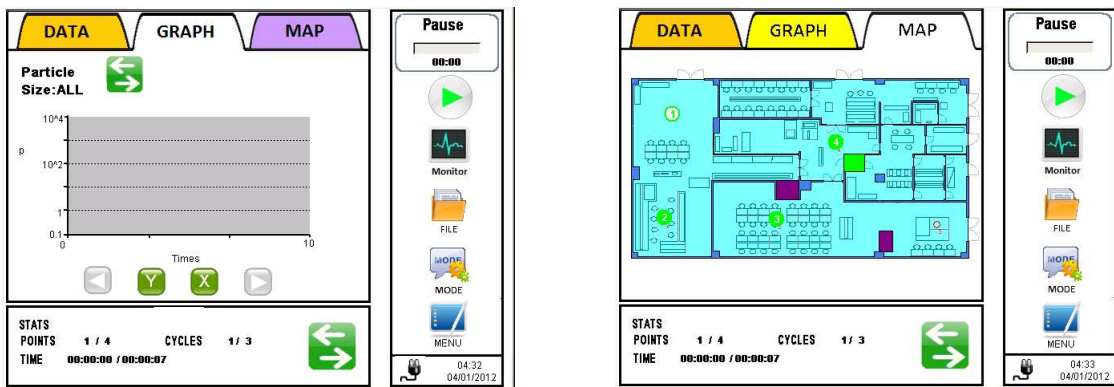 DATA GRAPH MAP
Particle
Size:ALL
10^4
p
10^2
1
0.1
0 10
Times
Y X
STATS
POINTS 1 / 4 CYCLES 1/ 3
TIME 00:00:00 / 00:00:07
Pause
00:00
Monitor
FILE
MODE
MODE
MENU
04:32
04/01/2012
DATA GRAPH MAP
1
4
2
3
STATS
POINTS 1 / 4 CYCLES 1/ 3
TIME 00:00:00 / 00:00:07
Pause
00:00
Monitor
FILE
MODE
MODE
MENU
04:33
04/01/2012